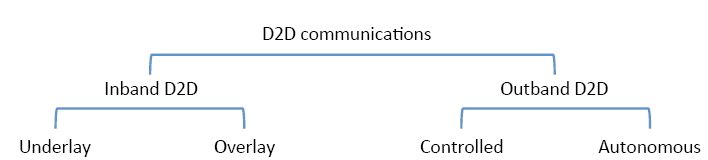 D2D communications
Inband D2D
Outband D2D
Underlay
Overlay
Controlled
Autonomous